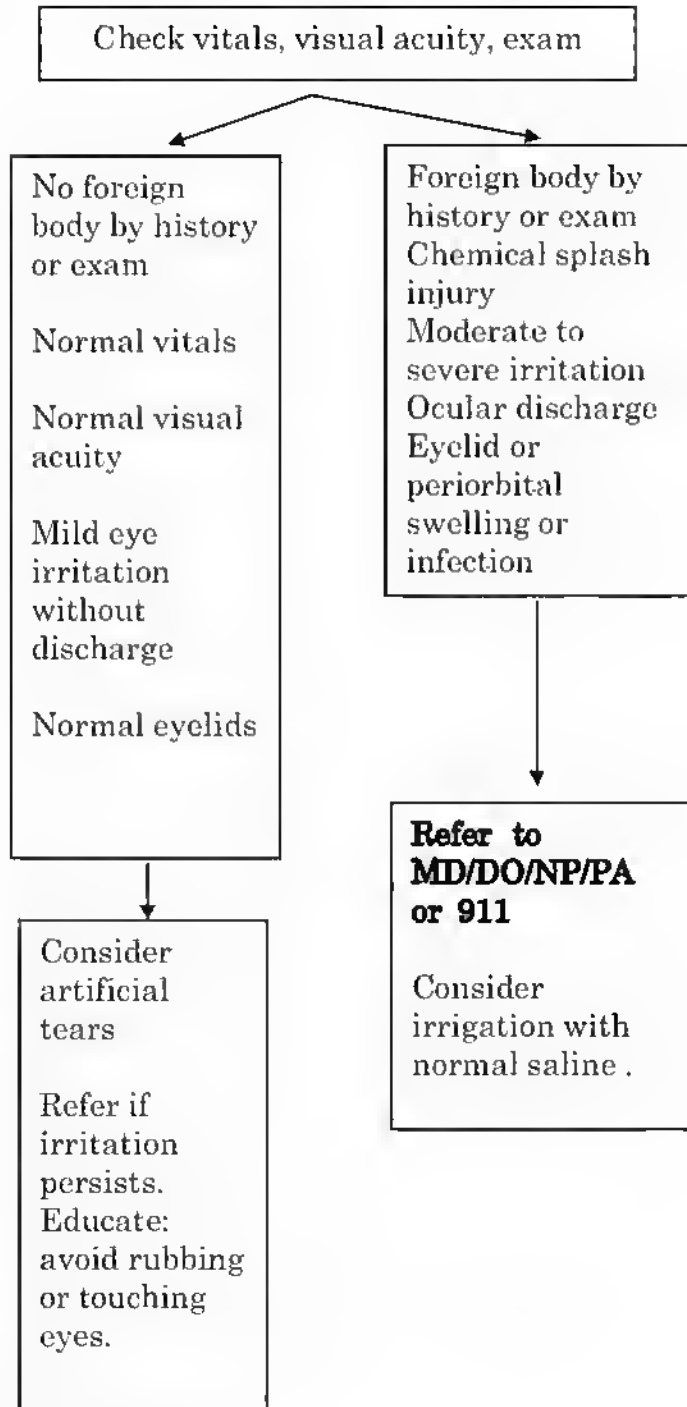 Check vitals, visual acuity, exam
No foreign
body by history
or exam
Normal vitals
Normal visual
acuity
Mild eye
irritation
without
discharge
Normal eyelids
Foreign body by
history or exam
Chemical splash
injury
Moderate to
severe irritation
Ocular discharge
Eyelid or
periorbital
swelling or
infection
Consider
artificial
tears
Refer if
irritation
persists.
Educate:
avoid rubbing
or touching
eyes.
Refer to
MD/DO/NP/PA
or 911
Consider
irrigation with
normal saline .